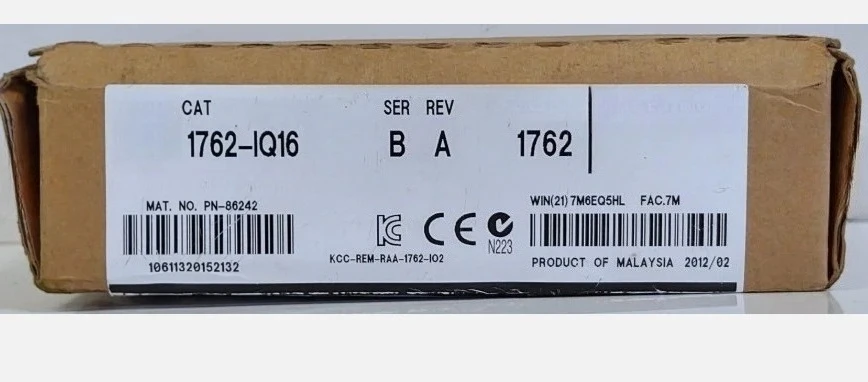 CAT SER REV
1762-IQ16 B A 1762
MAT. NO. PN-86242
WIN(21) 7M6EQ5HL FAC.7M
CE
N223
10611320152132
KCC-REM-RAA-1762-IO2
PRODUCT OF MALAYSIA 2012/02